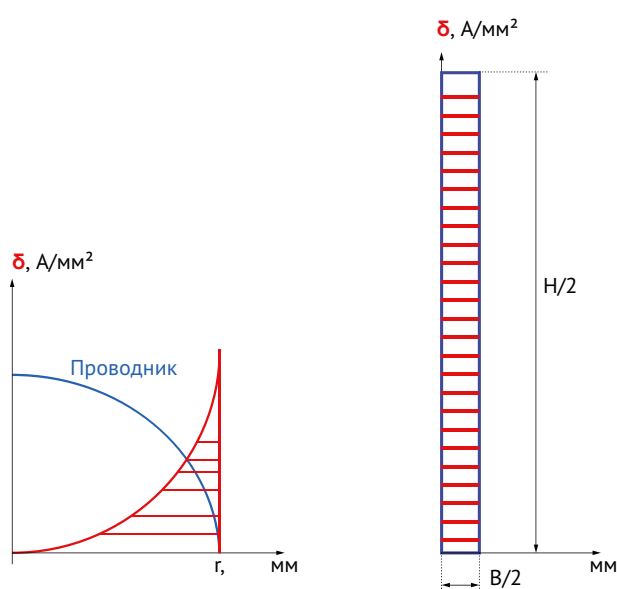 δ, А/мм²
H/2
мм
B/2
δ, А/мм²
Проводник
r,
мм